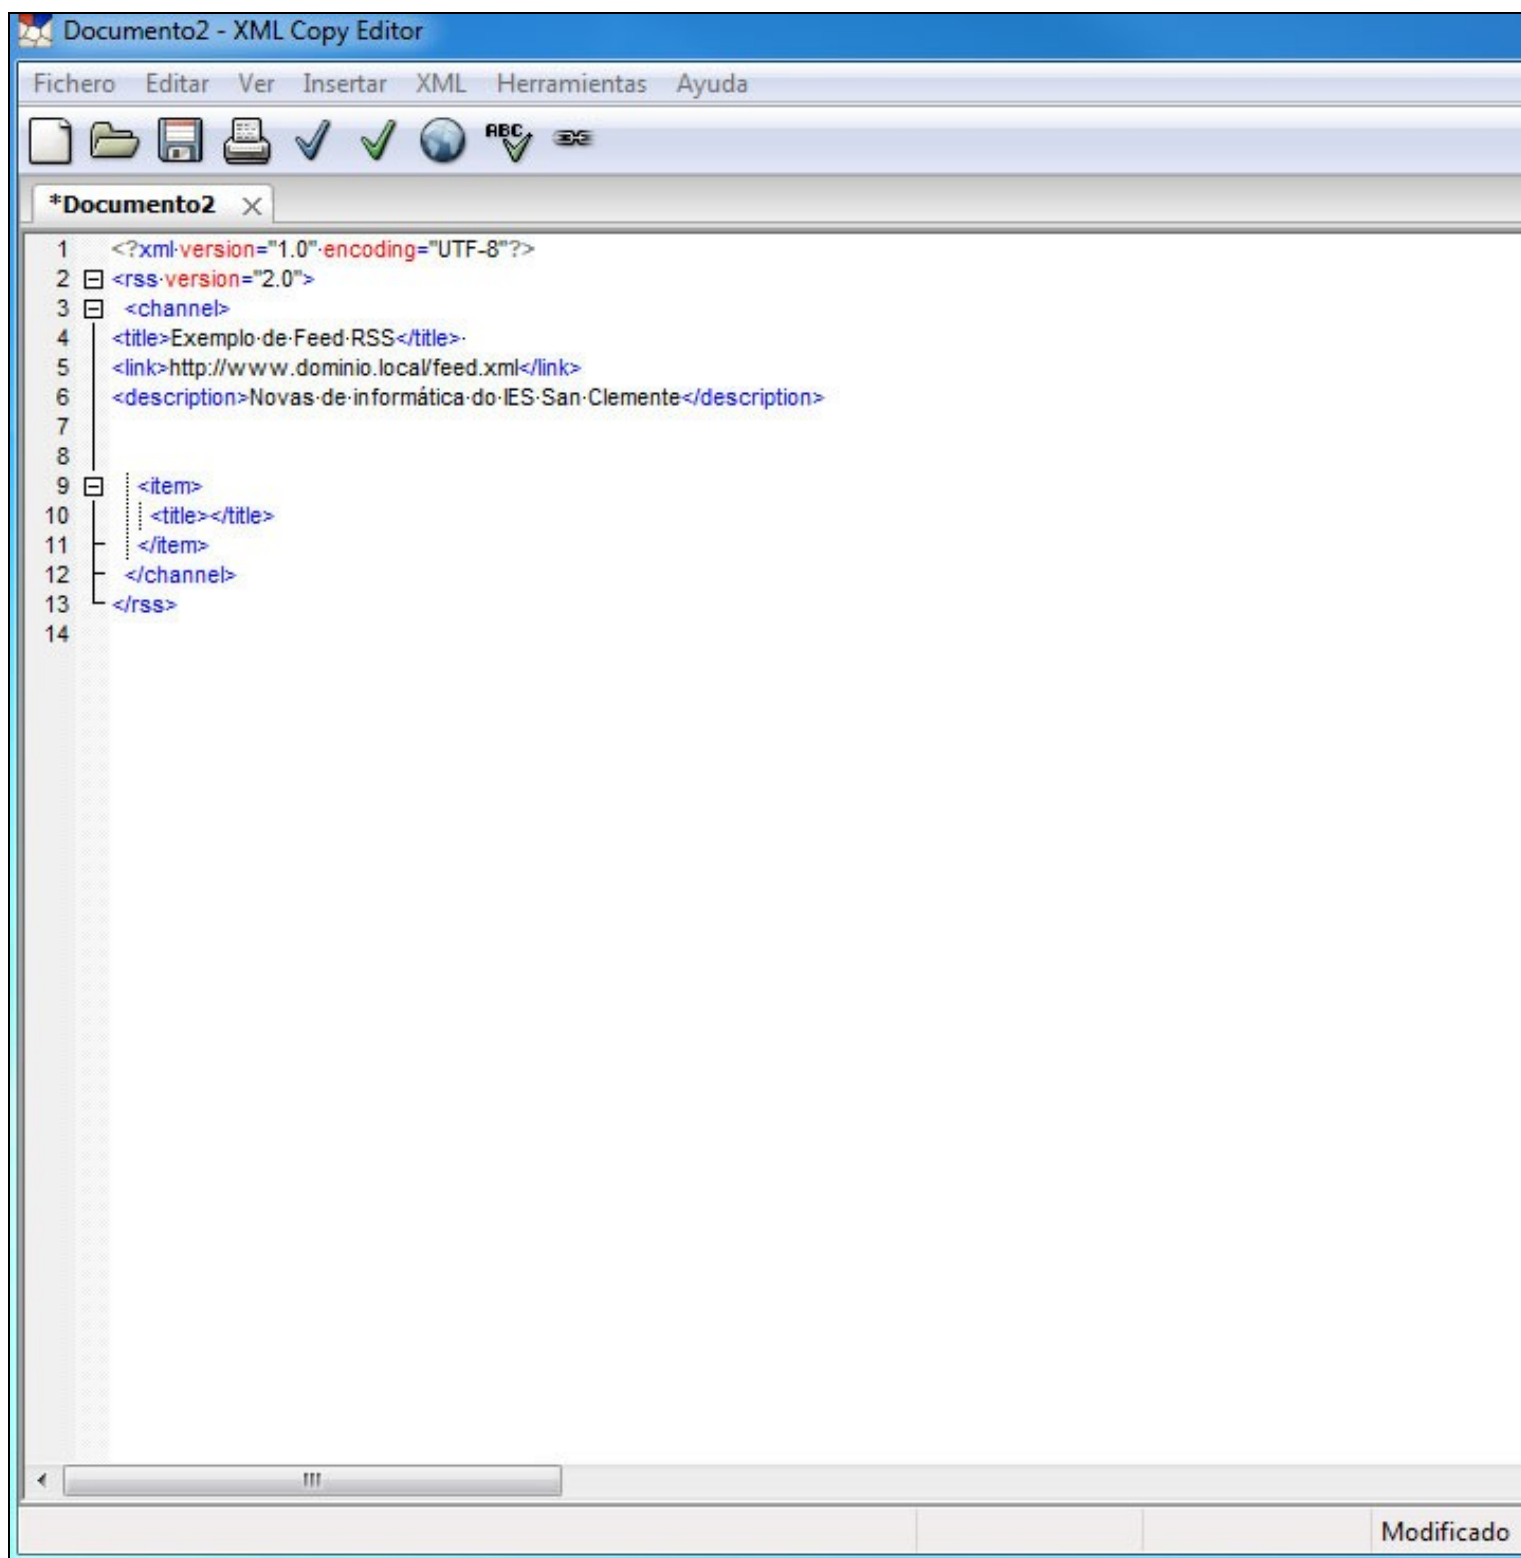 Documento2 - XML Copy Editor
Fichero Editar Ver Insertar XML Herramientas Ayuda
ABC
*Documento2
1 <?xml·version="1.0"·encoding="UTF-8"?>
2 <rss·version="2.0">
3 <channel>
4 <title>Exemplo·de·Feed·RSS</title>·
5 <link>http://www.dominio.local/feed.xml</link>
6 <description>Novas·de·informática·do·IES·San·Clemente</description>
7
8
9 <item>
10 <title></title>
11 </item>
12 </channel>
13 </rss>
14
Modificado